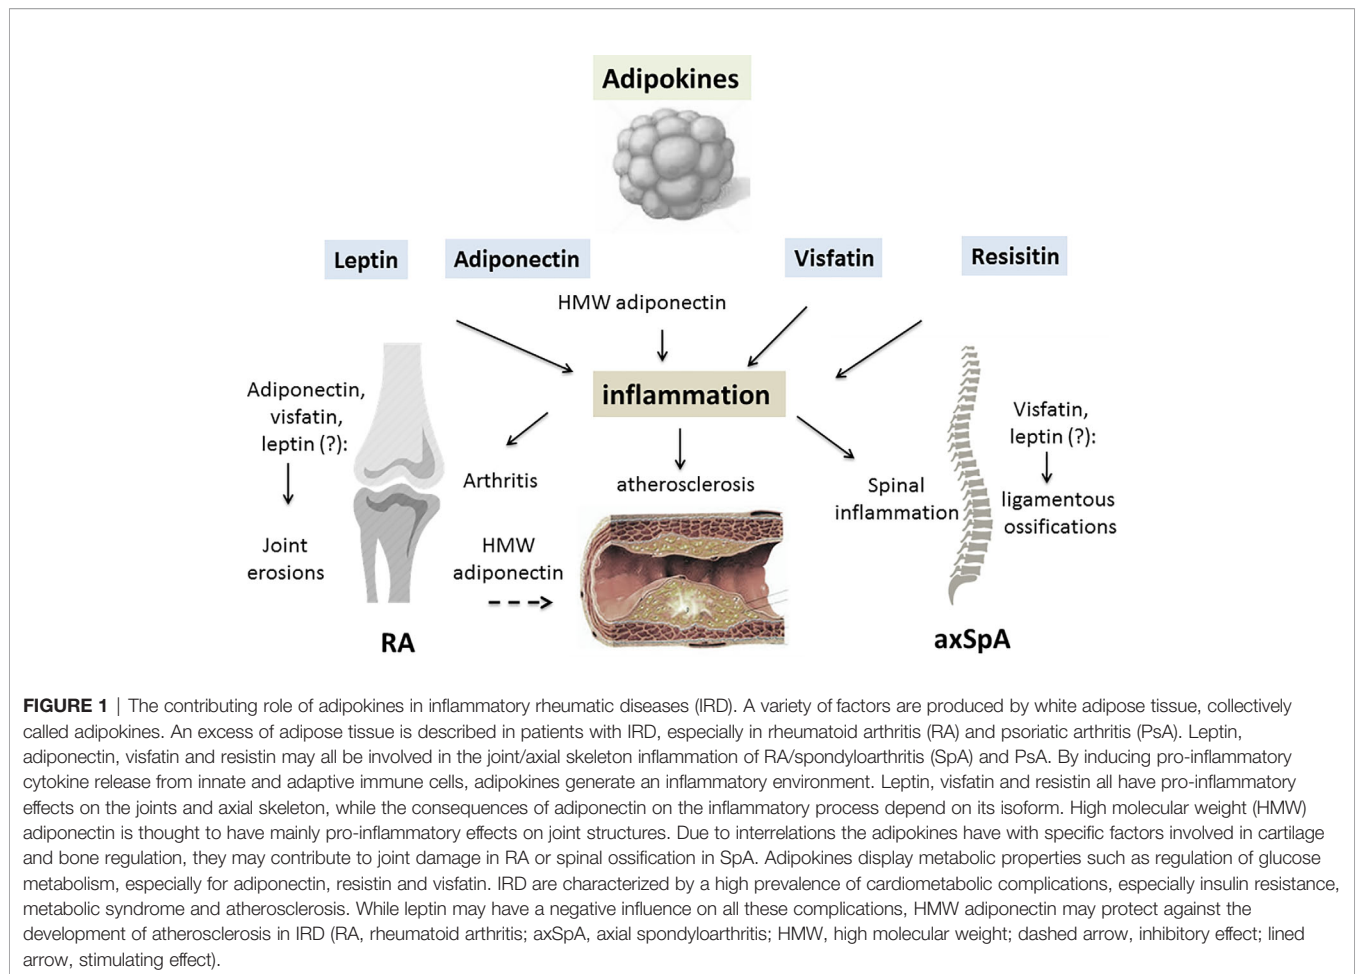 Adipokines
Leptin
Adiponectin
Visfatin
Resisitin
HMW adiponectin
inflammation
Adiponectin,
visfatin,
leptin (?):
Joint
erosions
RA
Arthritis
HMW
adiponectin
atherosclerosis
Spinal
inflammation
Visfatin,
leptin (?):
ligamentous
ossifications
axSpA
FIGURE 1 | The contributing role of adipokines in inflammatory rheumatic diseases (IRD). A variety of factors are produced by white adipose tissue, collectively
called adipokines. An excess of adipose tissue is described in patients with IRD, especially in rheumatoid arthritis (RA) and psoriatic arthritis (PsA). Leptin,
adiponectin, visfatin and resistin may all be involved in the joint/axial skeleton inflammation of RA/spondyloarthritis (SpA) and PsA. By inducing pro-inflammatory
cytokine release from innate and adaptive immune cells, adipokines generate an inflammatory environment. Leptin, visfatin and resistin all have pro-inflammatory
effects on the joints and axial skeleton, while the consequences of adiponectin on the inflammatory process depend on its isoform. High molecular weight (HMW)
adiponectin is thought to have mainly pro-inflammatory effects on joint structures. Due to interrelations the adipokines have with specific factors involved in cartilage
and bone regulation, they may contribute to joint damage in RA or spinal ossification in SpA. Adipokines display metabolic properties such as regulation of glucose
metabolism, especially for adiponectin, resistin and visfatin. IRD are characterized by a high prevalence of cardiometabolic complications, especially insulin resistance,
metabolic syndrome and atherosclerosis. While leptin may have a negative influence on all these complications, HMW adiponectin may protect against the
development of atherosclerosis in IRD (RA, rheumatoid arthritis; axSpA, axial spondyloarthritis; HMW, high molecular weight; dashed arrow, inhibitory effect; lined
arrow, stimulating effect).